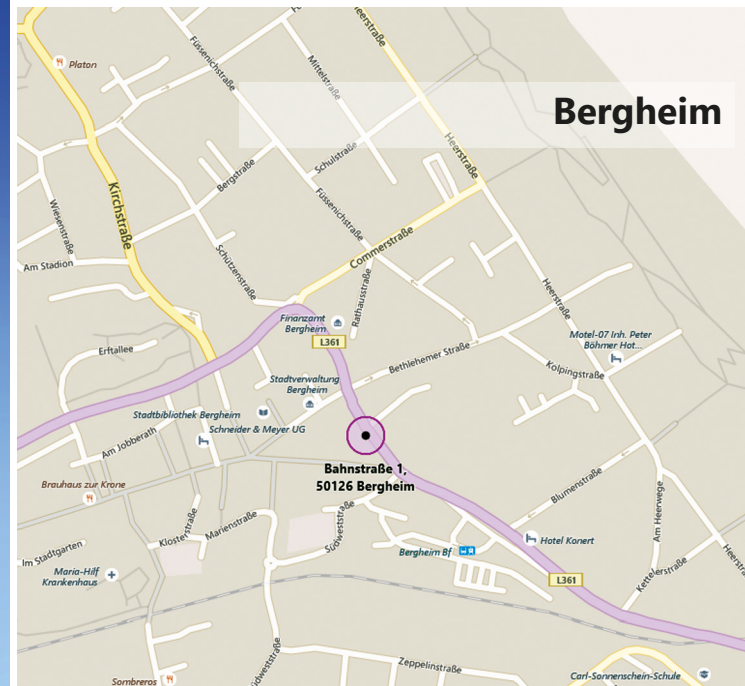 Bergheim
Platon
Füssenichstraße
Mittelstraße
Heerstraße
Heerstraße
Schulstraße
Bergstraße
Füssenichstraße
Kirchstraße
Wiesenstraße
Am Stadion
Schützenstraße
Commerstraße
Rathausstraße
Heerstraße
Finanzamt
Bergheim
L361
Erftallee
Bethlehemer Straße
Motel-07 Inh. Peter
Böhmer Hot...
Kolpingstraße
Stadtverwaltung
Bergheim
Stadtbibliothek Bergheim
Schneider & Meyer UG
Am Jobberath
Bahnstraße 1,
50126 Bergheim
Brauhaus zur Krone
Blumenstraße
Am Heerwege
Klosterstraße
Marienstraße
Südweststraße
Hotel Konert
Bergheim Bf
Im Stadtgarten
Maria-Hilf
Krankenhaus
L361
Kettelerstraße
Heerstra
üdweststraße
Zeppelinstraße
Sombreros
Carl-Sonnenschein-Schule